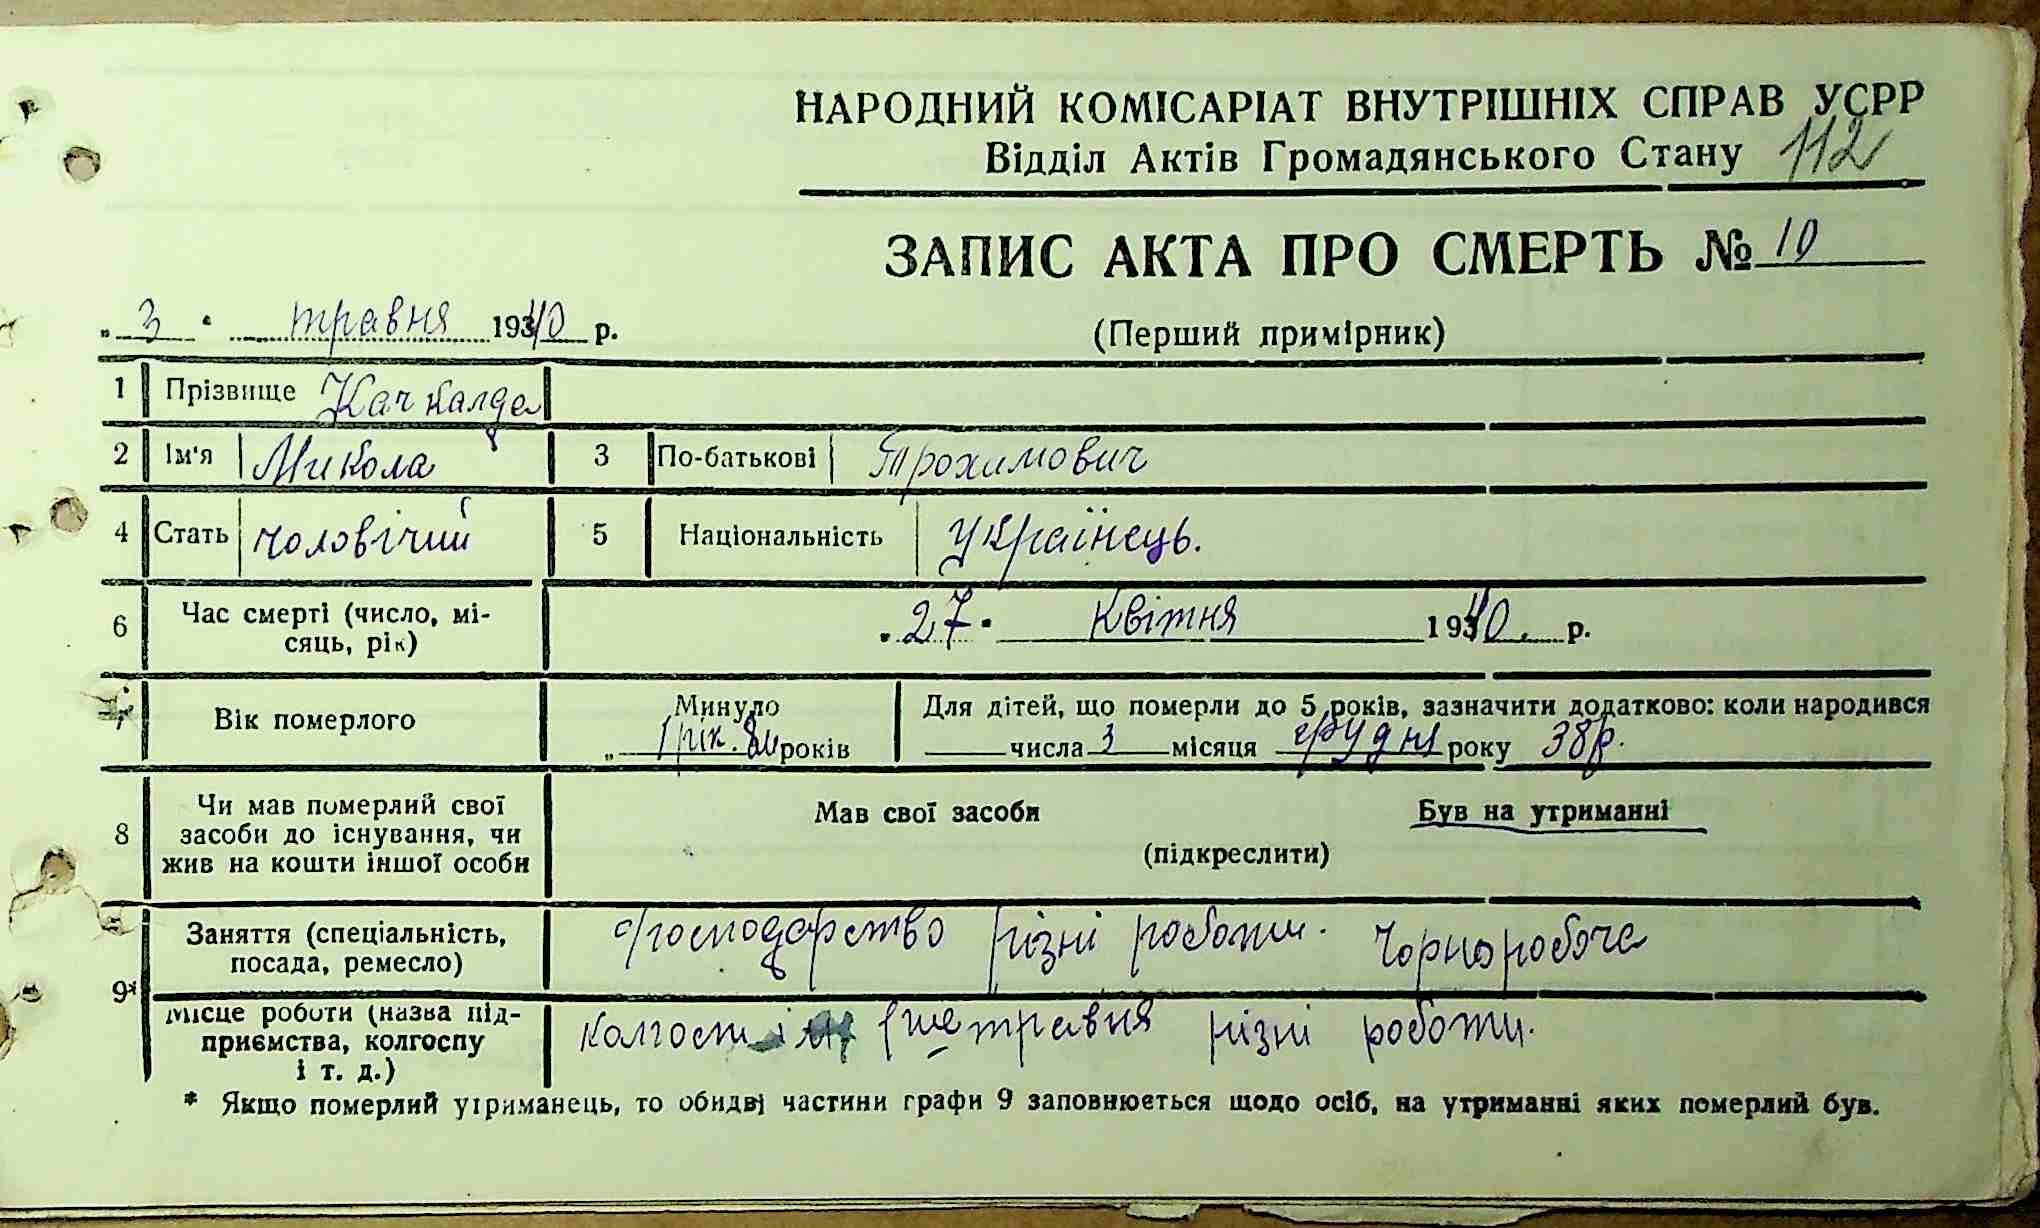 НАРОДНИЙ КОМІСАРІАТ ВНУТРІШНІХ СПРАВ УСРР
Відділ Актів Громадянського Стану 112
ЗАПИС АКТА ПРО СМЕРТЬ № 10
„ 3 “ травня 1940 р. (Перший примірник)
1 Прізвище Качкалда
2 Ім'я Микола 3 По-батькові Трохимович
4 Стать чоловічий 5 Національність Українець.
6 Час смерті (число, мі-
сяць, рік) „27" Квітня 1940. р.
7 Вік померлого Минуло
„ 1 рік. 8м років
Для дітей, що померли до 5 років, зазначити додатково: коли народився
числа 3 місяця грудня року 38р.
8 Чи мав померлий свої
засоби до існування, чи
жив на кошти іншої особи
Мав свої засоби Був на утриманні
(підкреслити)
9* Заняття (спеціальність,
посада, ремесло) господарство різні роботи. Чорноробоча
Місце роботи (назва під-
приємства, колгоспу
і т. д.) колгосп ім 1ше травня різні роботи.
* Якщо померлий утриманець, то обидві частини графи 9 заповнюється щодо осіб, на утриманні яких померлий був.